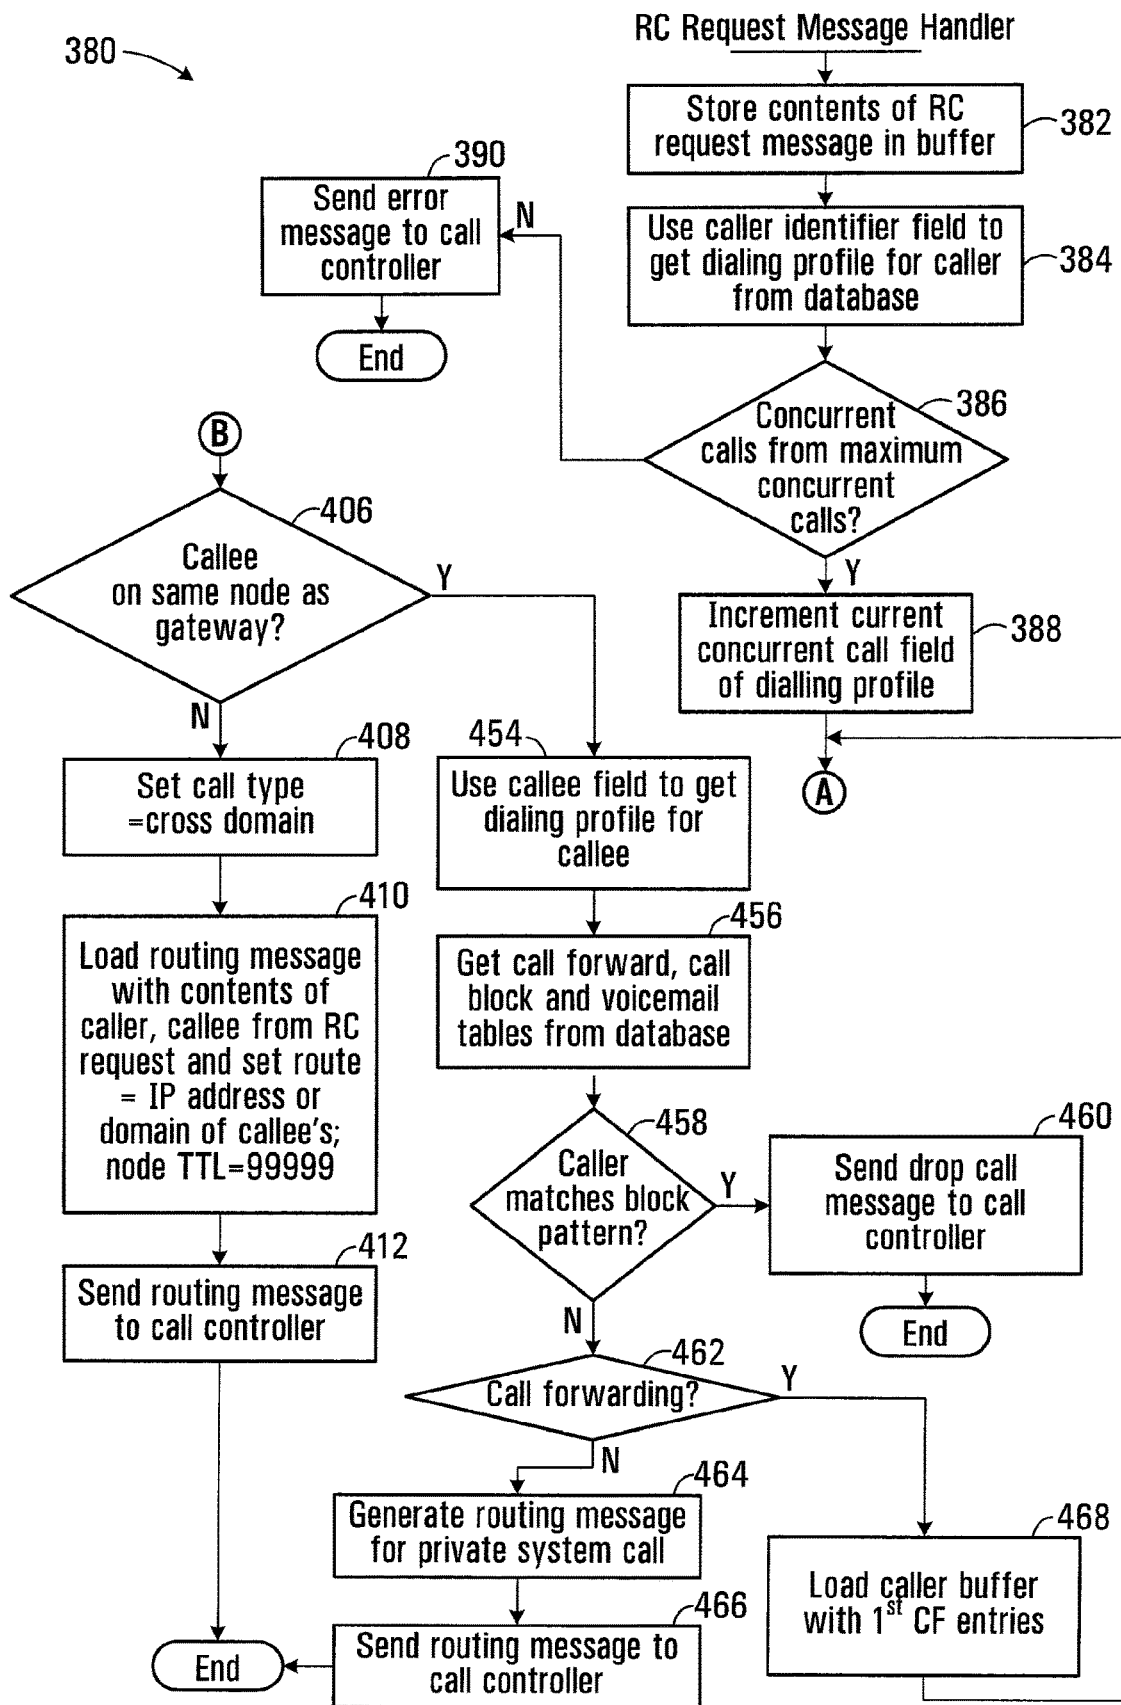 380
RC Request Message Handler
Store contents of RC
request message in buffer
382
Use caller identifier field to
get dialing profile for caller
from database
384
Concurrent
calls from maximum
concurrent
calls?
386
N
390
Send error
message to call
controller
End
Y
Increment current
concurrent call field
of dialling profile
388
A
B
406
Callee
on same node as
gateway?
Y
N
408
Set call type
=cross domain
410
Load routing message
with contents of
caller, callee from RC
request and set route
= IP address or
domain of callee's;
node TTL=99999
412
Send routing message
to call controller
454
Use callee field to get
dialing profile for
callee
456
Get call forward, call
block and voicemail
tables from database
458
Caller
matches block
pattern?
Y
460
Send drop call
message to call
controller
End
N
462
Call forwarding?
Y
N
464
Generate routing message
for private system call
466
Send routing message to
call controller
End
468
Load caller buffer
with 1st CF entries